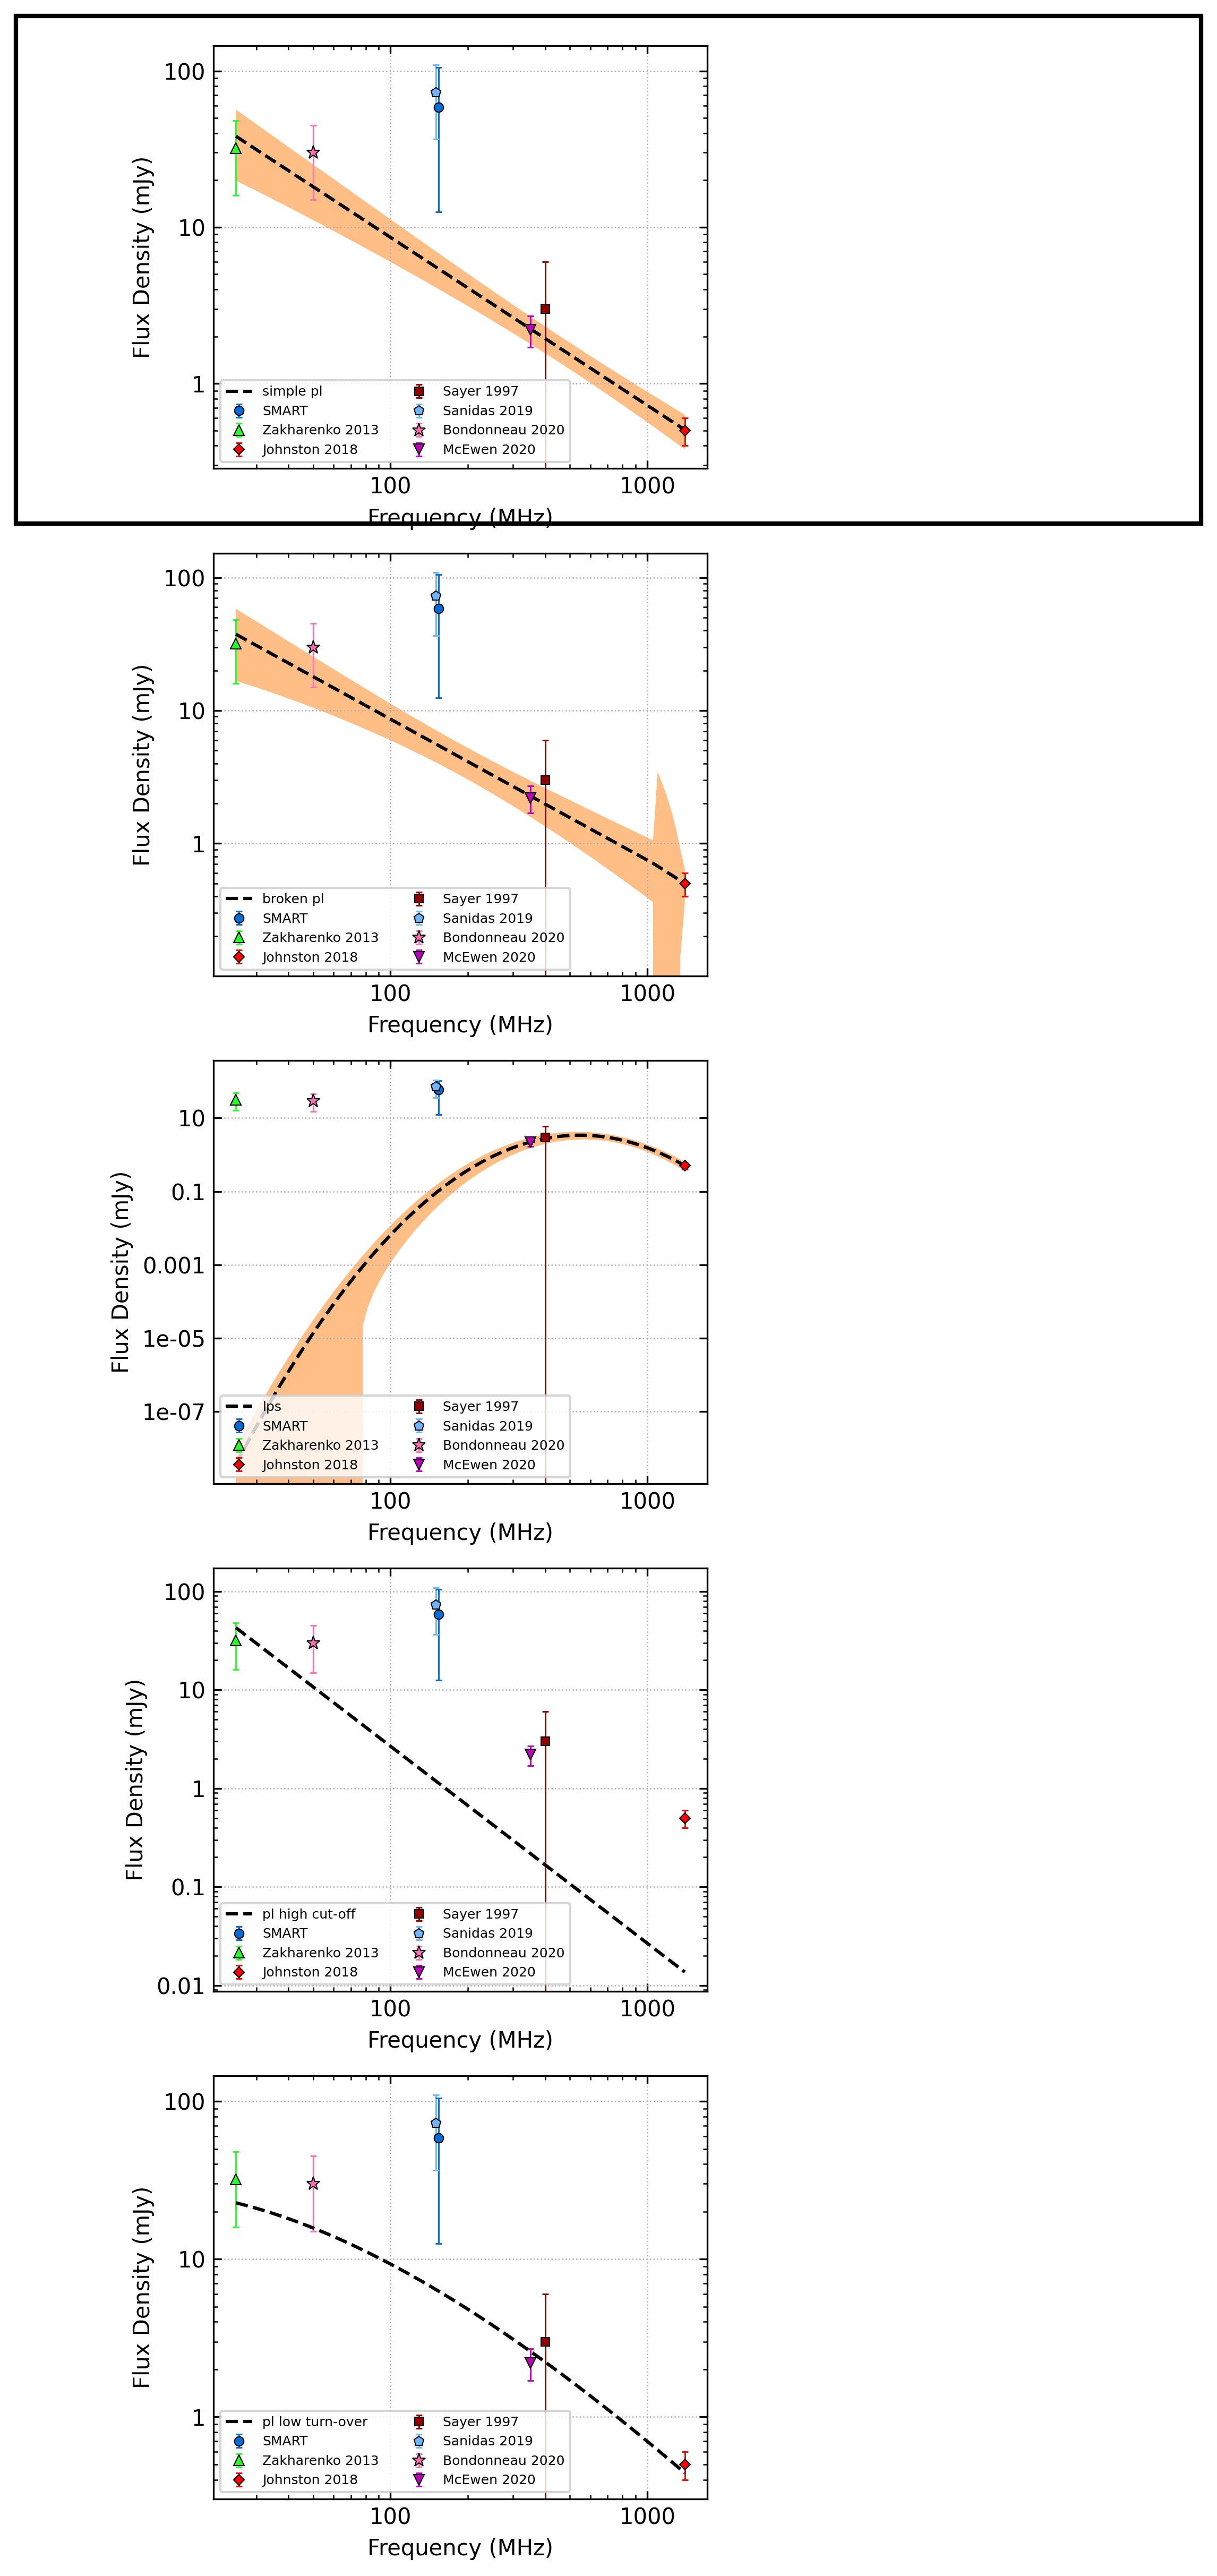 100
10
1
Flux Density (mJy)
simple pl
SMART
Zakharenko 2013
Johnston 2018
Sayer 1997
Sanidas 2019
Bondonneau 2020
McEwen 2020
100
1000
Frequency (MHz)
100
10
1
Flux Density (mJy)
broken pl
SMART
Zakharenko 2013
Johnston 2018
Sayer 1997
Sanidas 2019
Bondonneau 2020
McEwen 2020
100
1000
Frequency (MHz)
10
0.1
0.001
1e-05
1e-07
Flux Density (mJy)
lps
SMART
Zakharenko 2013
Johnston 2018
Sayer 1997
Sanidas 2019
Bondonneau 2020
McEwen 2020
100
1000
Frequency (MHz)
100
10
1
0.1
0.01
Flux Density (mJy)
pl high cut-off
SMART
Zakharenko 2013
Johnston 2018
Sayer 1997
Sanidas 2019
Bondonneau 2020
McEwen 2020
100
1000
Frequency (MHz)
100
10
1
Flux Density (mJy)
pl low turn-over
SMART
Zakharenko 2013
Johnston 2018
Sayer 1997
Sanidas 2019
Bondonneau 2020
McEwen 2020
100
1000
Frequency (MHz)